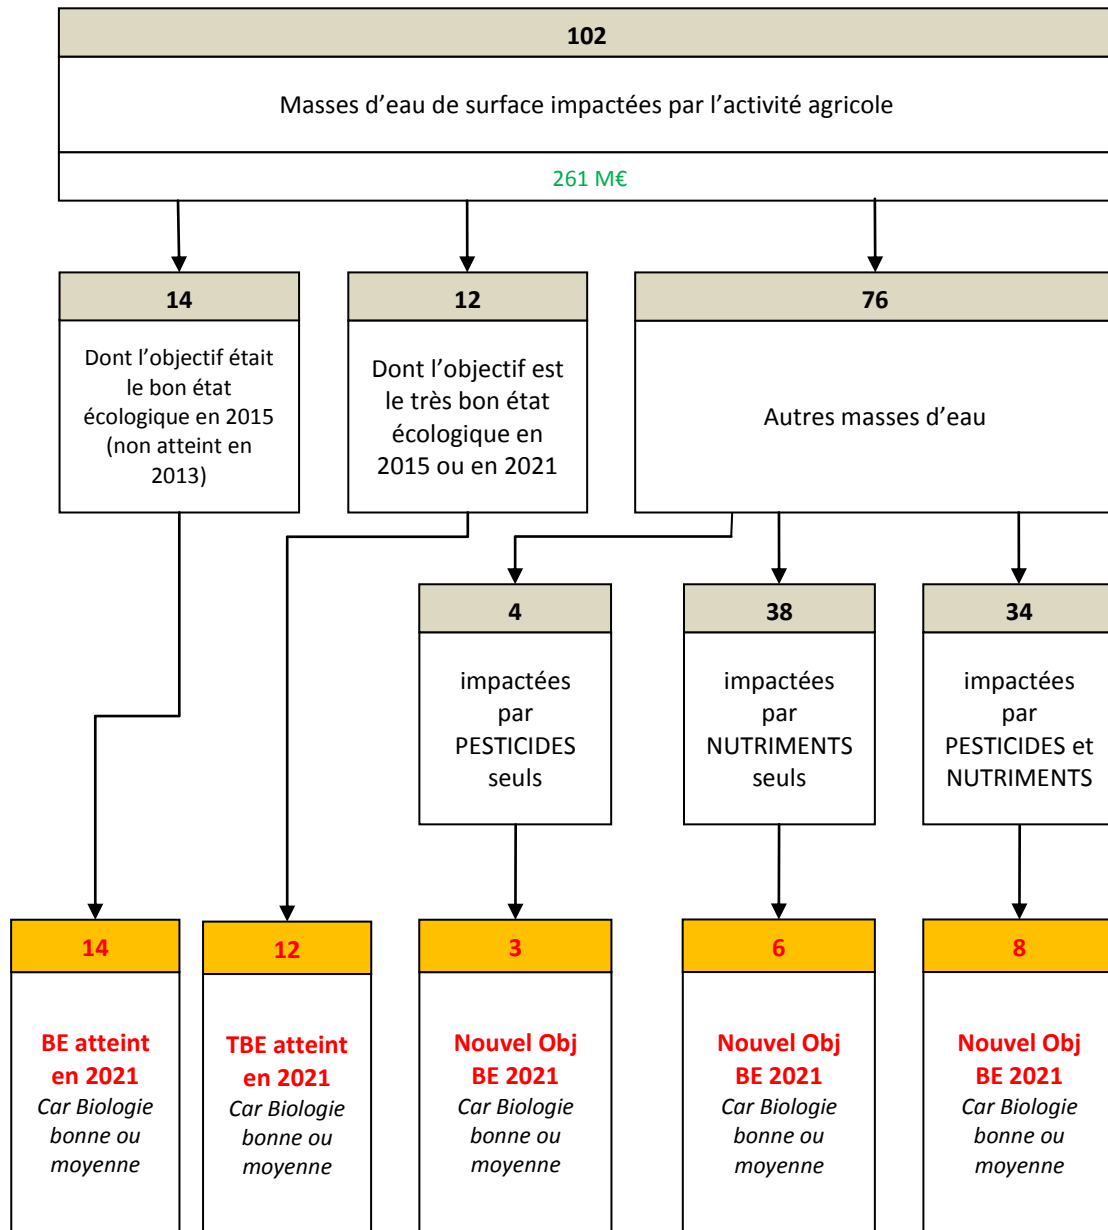 102
Masses d'eau de surface impactées par l'activité agricole
261 M€
14
Dont l'objectif était
le bon état
écologique en 2015
(non atteint en
2013)
12
Dont l'objectif est
le très bon état
écologique en
2015 ou en 2021
76
Autres masses d'eau
4
impactées
par
PESTICIDES
seuls
38
impactées
par
NUTRIMENTS
seuls
34
impactées
par
PESTICIDES et
NUTRIMENTS
14
BE atteint
en 2021
Car Biologie
bonne ou
moyenne
12
TBE atteint
en 2021
Car Biologie
bonne ou
moyenne
3
Nouvel Obj
BE 2021
Car Biologie
bonne ou
moyenne
6
Nouvel Obj
BE 2021
Car Biologie
bonne ou
moyenne
8
Nouvel Obj
BE 2021
Car Biologie
bonne ou
moyenne